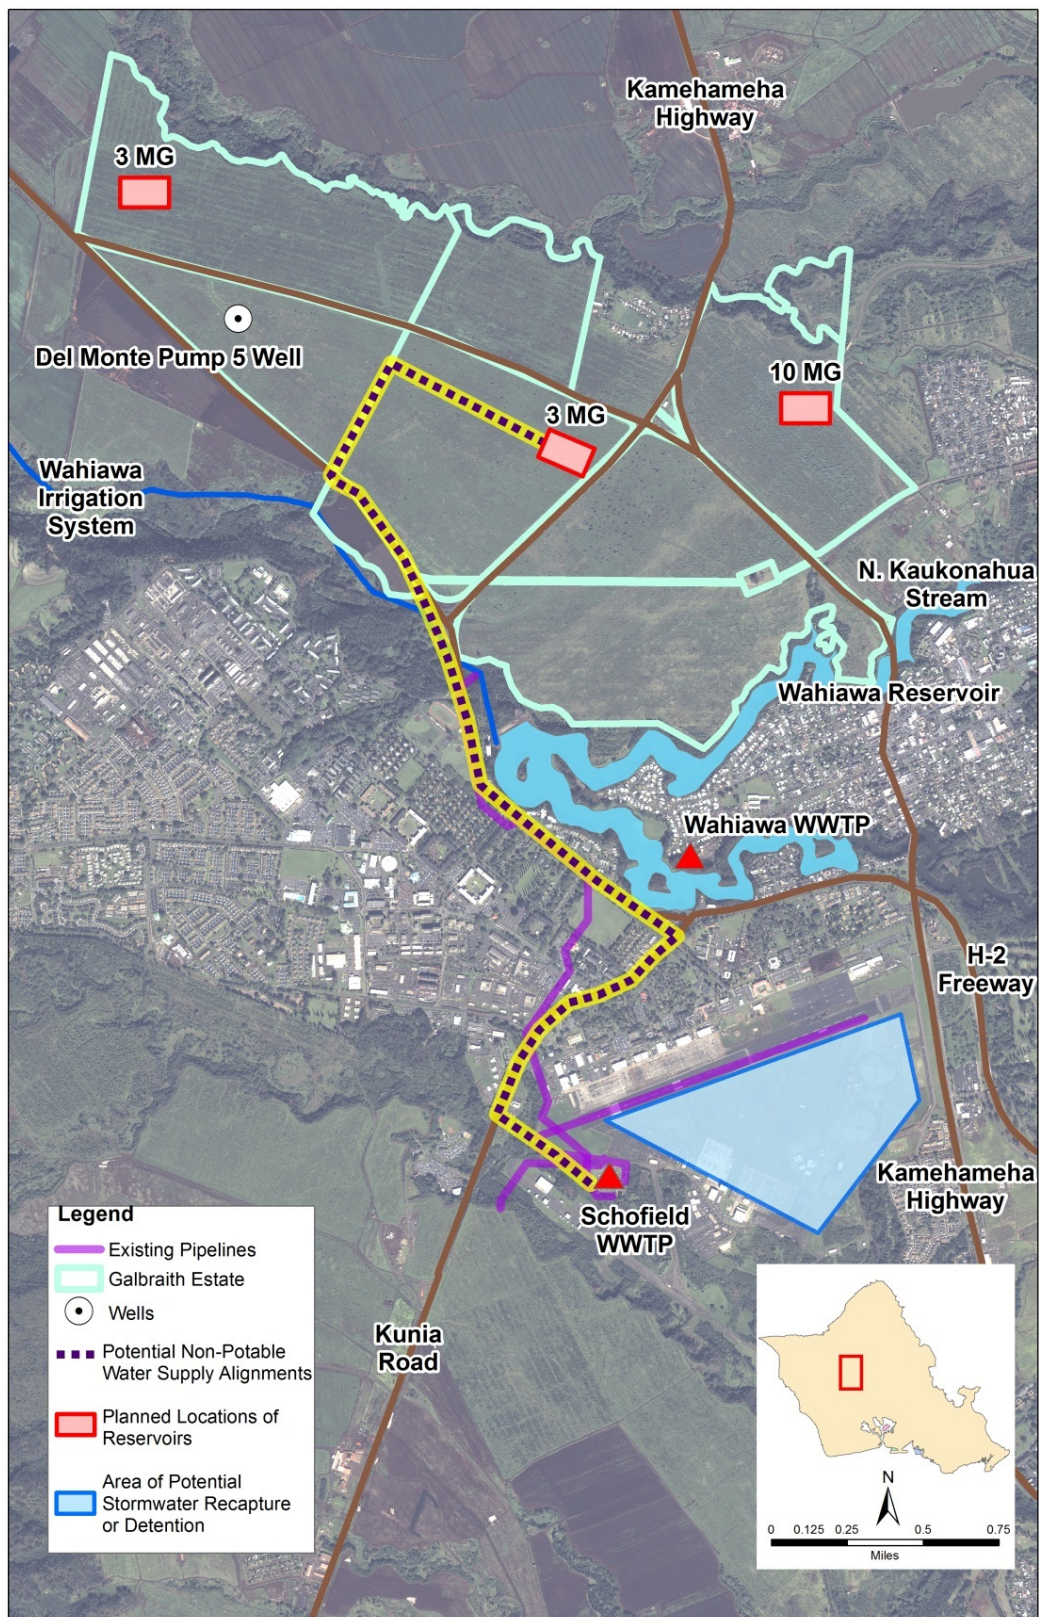 Kamehameha
Highway
3 MG
Del Monte Pump 5 Well
10 MG
3 MG
Wahiawa
Irrigation
System
N. Kaukonahua
Stream
Wahiawa Reservoir
Wahiawa WWTP
H-2
Freeway
Kamehameha
Highway
Schofield
WWTP
Kunia
Road
Legend
Existing Pipelines
Galbraith Estate
Wells
Potential Non-Potable
Water Supply Alignments
Planned Locations of
Reservoirs
Area of Potential
Stormwater Recapture
or Detention
N
0 0.125 0.25 0.5 0.75
Miles